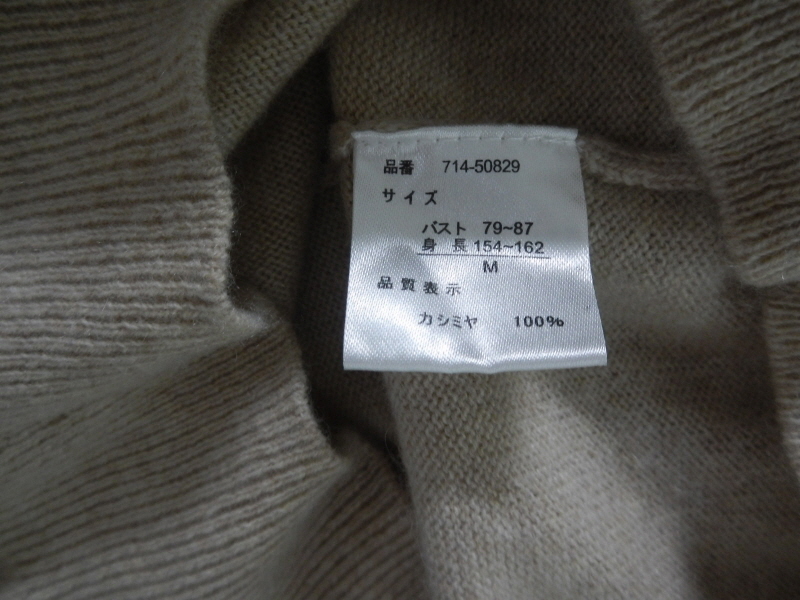 品番 714-50829
サイズ
バスト 79~87
身長 154~162
M
品質表示
カシミヤ 100%